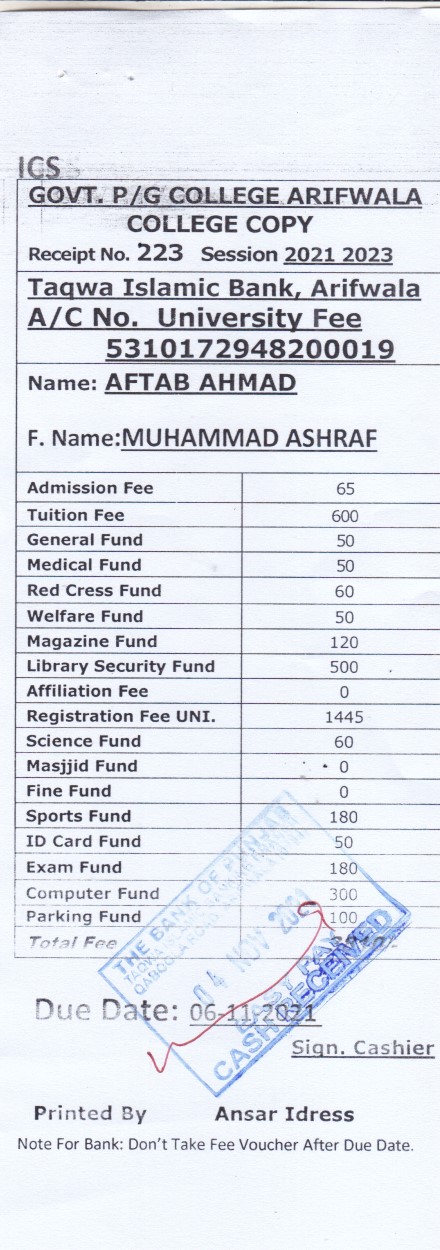 ICS
GOVT. P/G COLLEGE ARIFWALA
COLLEGE COPY
Receipt No. 223 Session 2021 2023
Taqwa Islamic Bank, Arifwala
A/C No. University Fee
5310172948200019
Name: AFTAB AHMAD
F. Name:MUHAMMAD ASHRAF
Admission Fee 65
Tuition Fee 600
General Fund 50
Medical Fund 50
Red Cress Fund 60
Welfare Fund 50
Magazine Fund 120
Library Security Fund 500
Affiliation Fee 0
Registration Fee UNI. 1445
Science Fund 60
Masjjid Fund 0
Fine Fund 0
Sports Fund 180
ID Card Fund 50
Exam Fund 180
Computer Fund 300
Parking Fund 100
Total Fee
THE BANK OF PUNJAB
04 NOV 2021
CASH RECEIVED
Due Date: 06-11-2021
Sign. Cashier
Printed By Ansar Idress
Note For Bank: Don't Take Fee Voucher After Due Date.